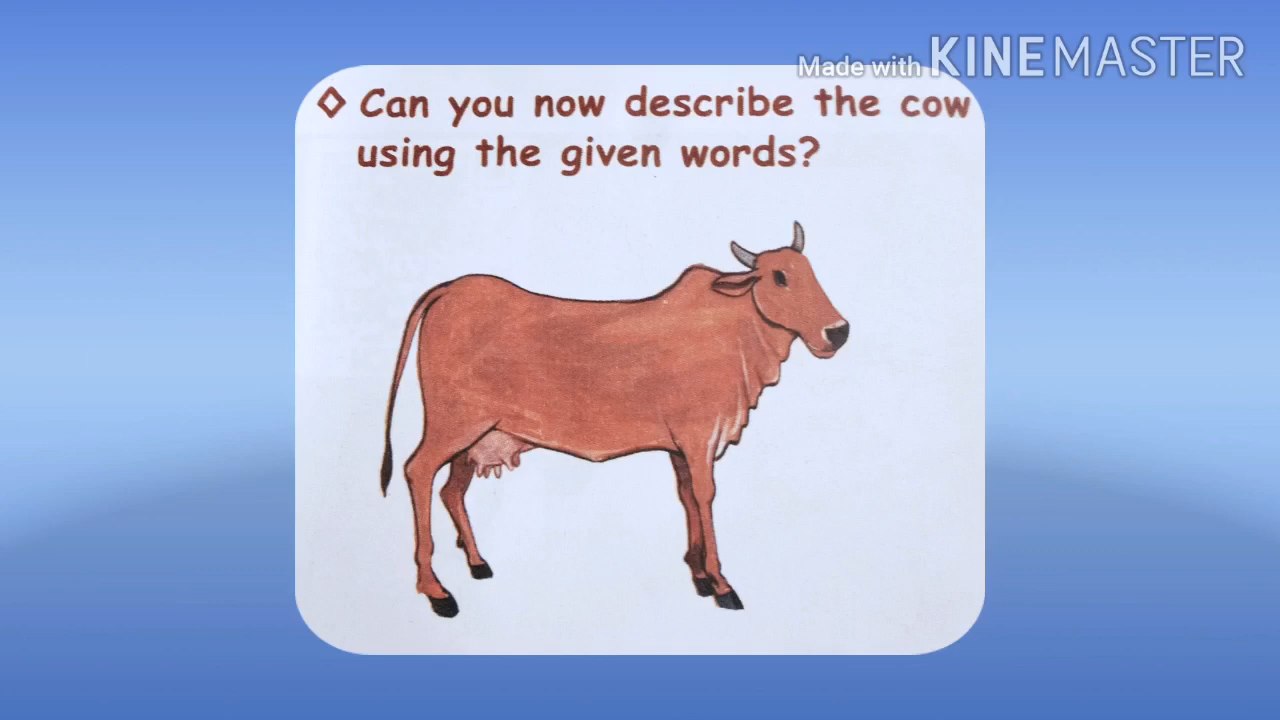 Made with KINEMASTER
◇ Can you now describe the cow
using the given words?